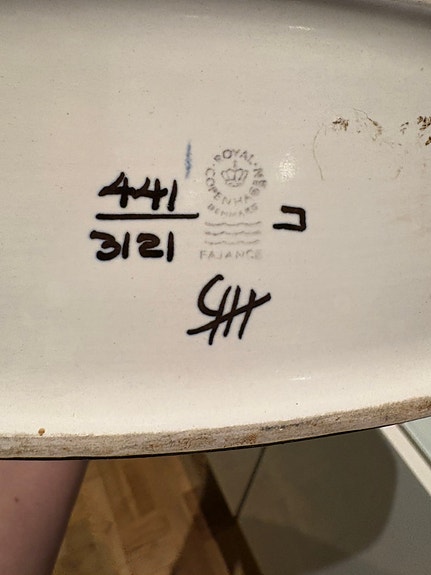 ROYAL
COPENHAGEN
DENMARK
FAJANCE
441
3121